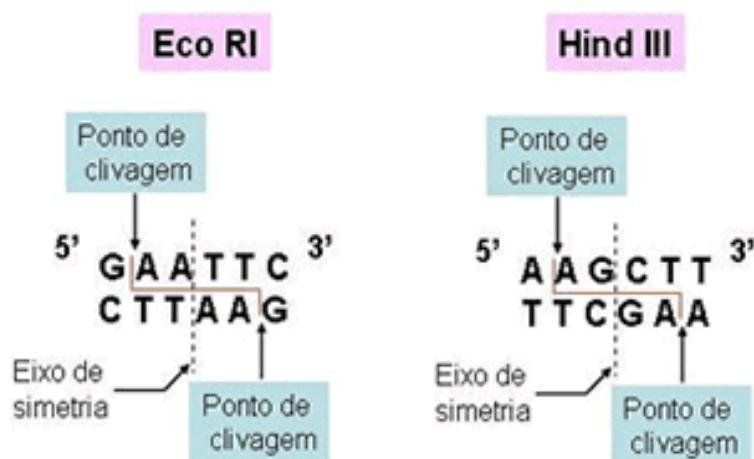 Eco RI
Ponto de
clivagem
5' GAATTC 3'
CTTAAG
Eixo de
simetria
Ponto de
clivagem
Hind III
Ponto de
clivagem
5' AAGCTT 3'
TTCGAA
Eixo de
simetria
Ponto de
clivagem